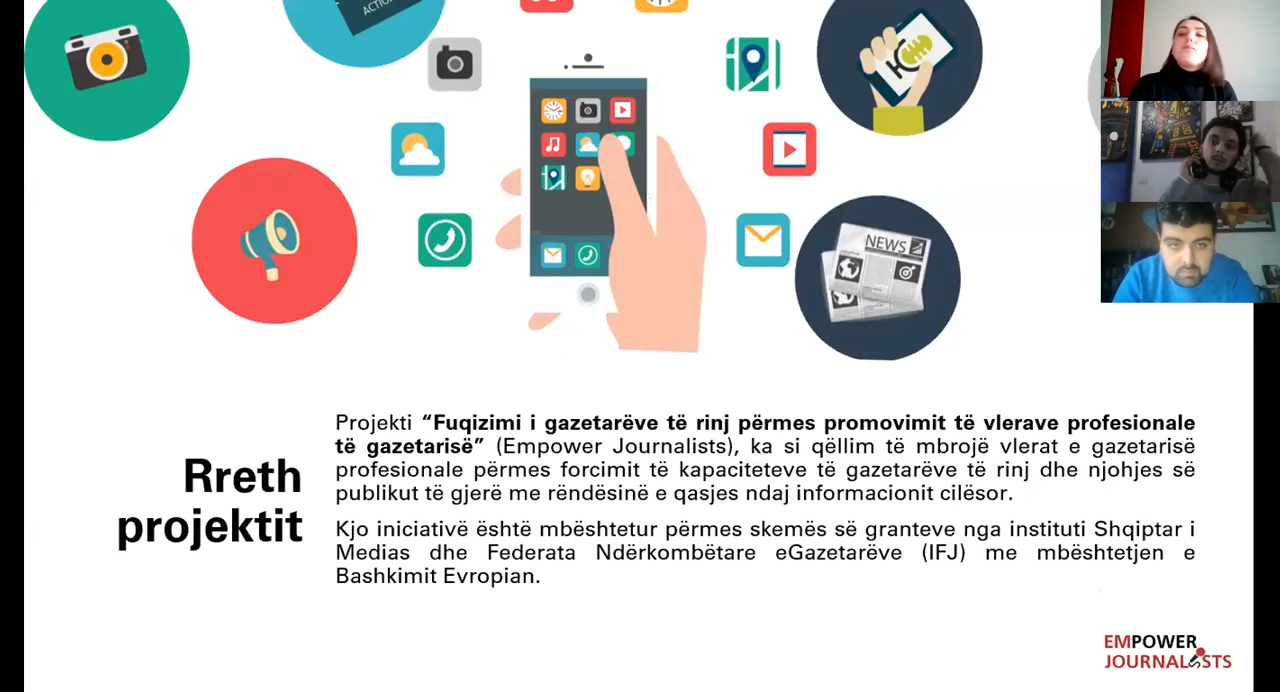 ACTION
NEWS
Rreth
projektit
Projekti “Fuqizimi i gazetarëve të rinj përmes promovimit të vlerave profesionale
të gazetarisë” (Empower Journalists), ka si qëllim të mbrojë vlerat e gazetarisë
profesionale përmes forcimit të kapaciteteve të gazetarëve të rinj dhe njohjes së
publikut të gjerë me rëndësinë e qasjes ndaj informacionit cilësor.
Kjo iniciativë është mbështetur përmes skemës së granteve nga instituti Shqiptar i
Medias dhe Federata Ndërkombëtare eGazetarëve (IFJ) me mbështetjen e
Bashkimit Evropian.
EMPOWER
JOURNALISTS